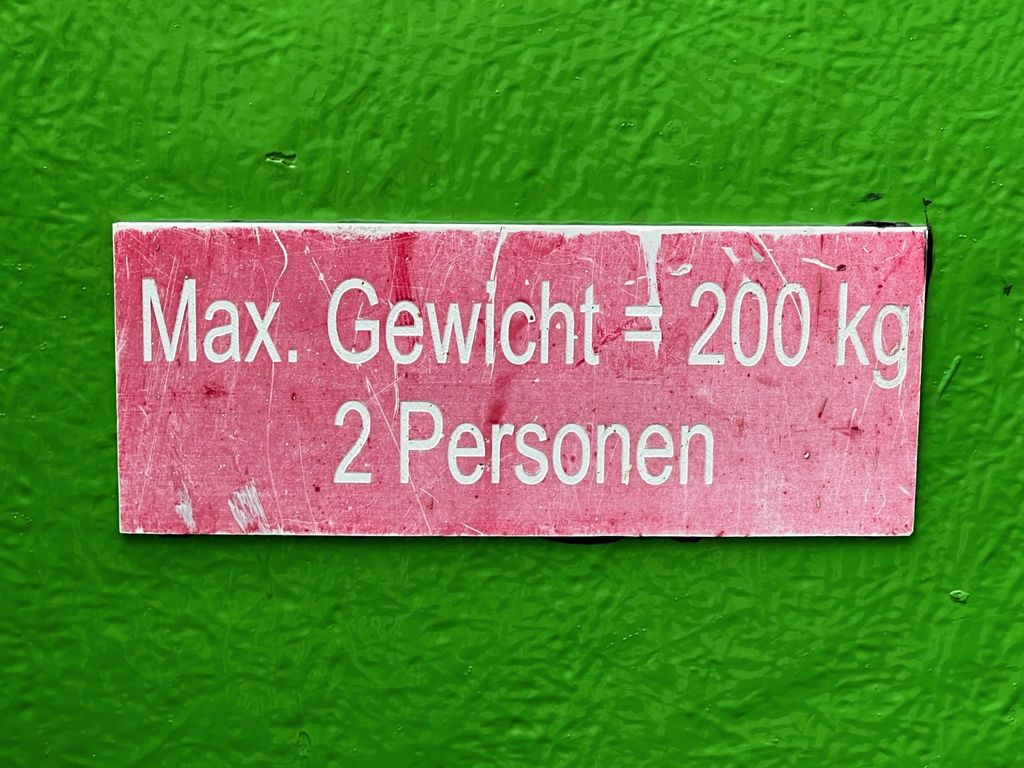 Max. Gewicht = 200 kg
2 Personen